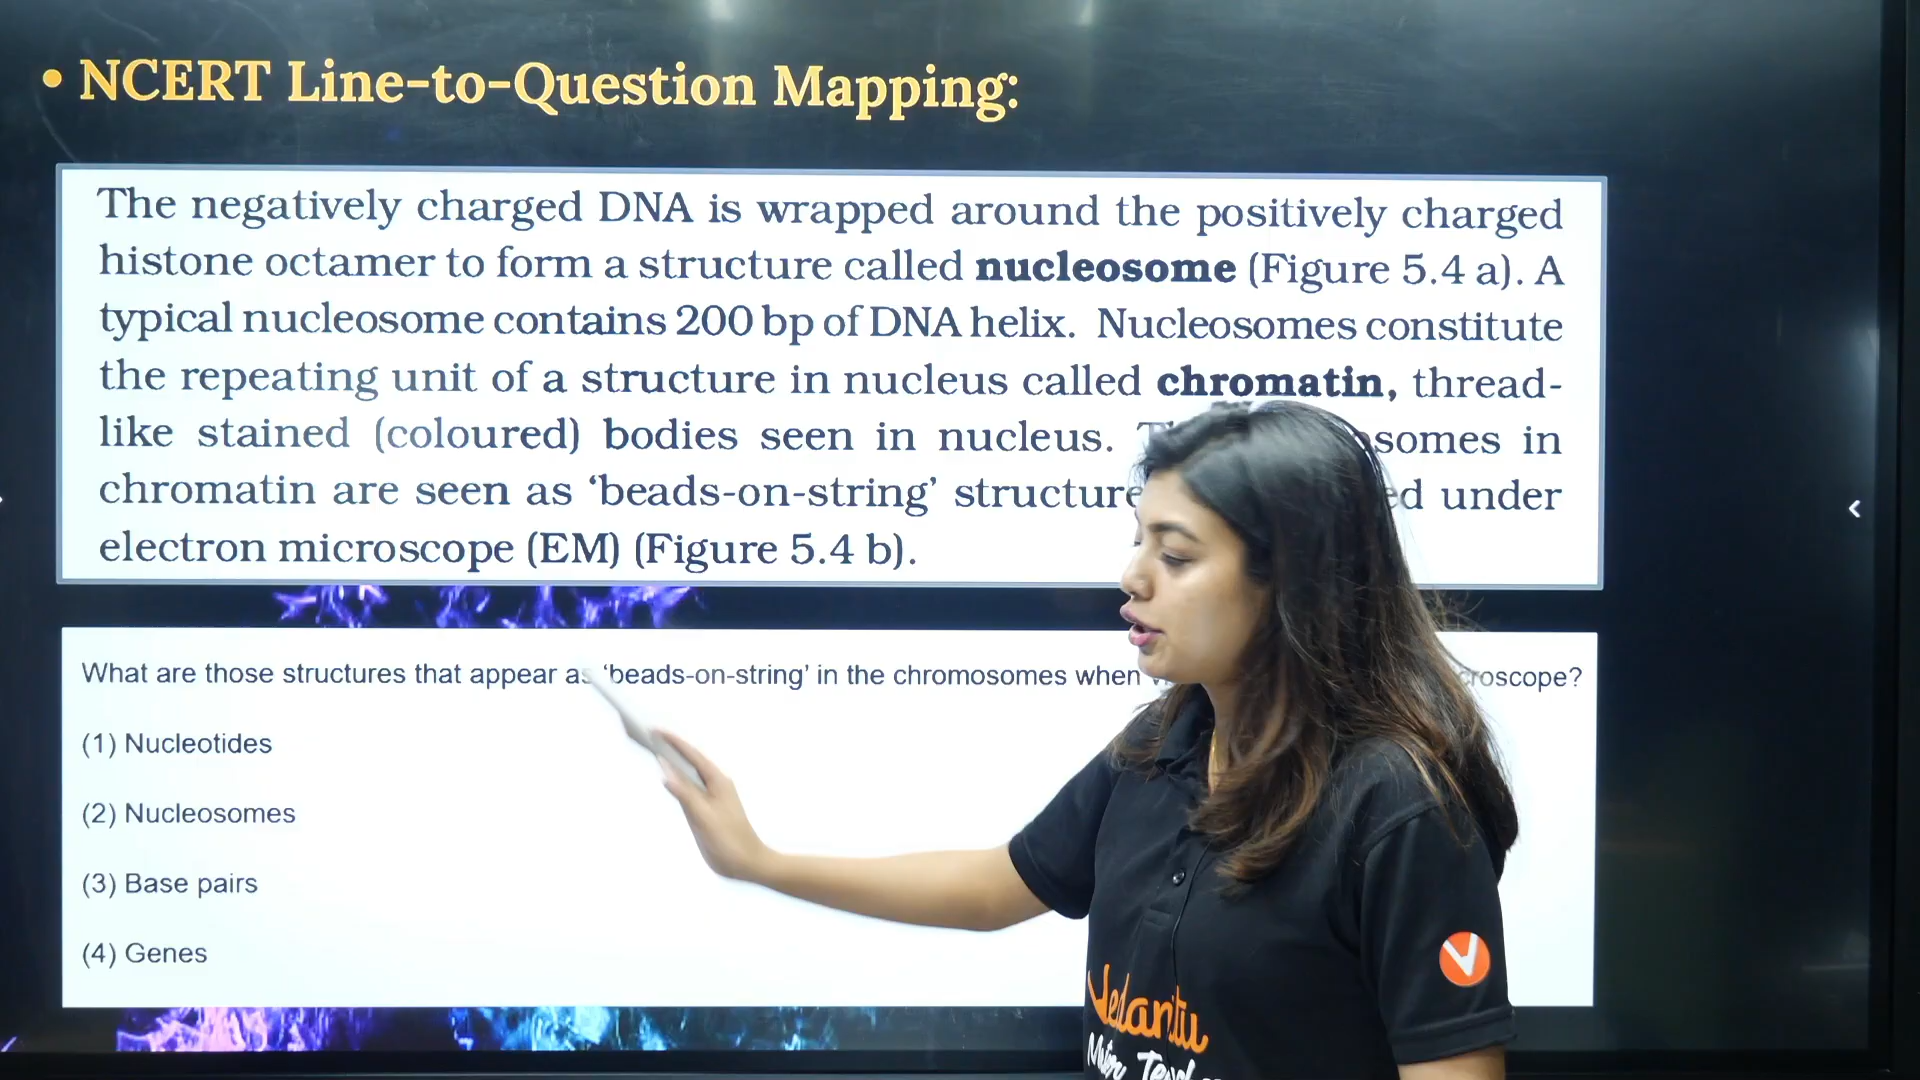 • NCERT Line-to-Question Mapping:
The negatively charged DNA is wrapped around the positively charged
histone octamer to form a structure called nucleosome (Figure 5.4 a). A
typical nucleosome contains 200 bp of DNA helix. Nucleosomes constitute
the repeating unit of a structure in nucleus called chromatin, thread-
like stained (coloured) bodies seen in nucleus. somes in
chromatin are seen as ‘beads-on-string’ structure ed under
electron microscope (EM) (Figure 5.4 b).
What are those structures that appear as ‘beads-on-string’ in the chromosomes when croscope?
(1) Nucleotides
(2) Nucleosomes
(3) Base pairs
(4) Genes
V
Vedantu